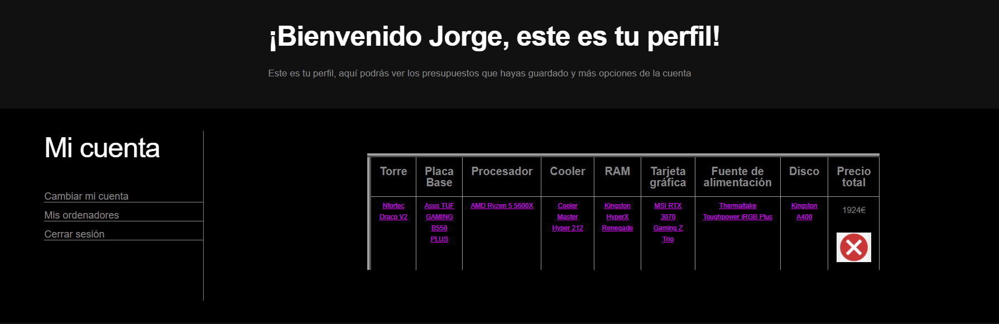 ¡Bienvenido Jorge, este es tu perfil!
Este es tu perfil, aquí podrás ver los presupuestos que hayas guardado y más opciones de la cuenta
Mi cuenta
Cambiar mi cuenta
Mis ordenadores
Cerrar sesión
Torre
Placa
Base
Procesador
Cooler
RAM
Tarjeta
gráfica
Fuente de
alimentación
Disco
Precio
total
Nfortec
Draco V2
Asus TUF
GAMING
B550
PLUS
AMD Ryzen 5 5600X
Cooler
Master
Hyper 212
Kingston
HyperX
Renegade
MSI RTX
3070
Gaming Z
Trio
Thermaltake
Toughpower iRGB Plus
Kingston
A400
1924€